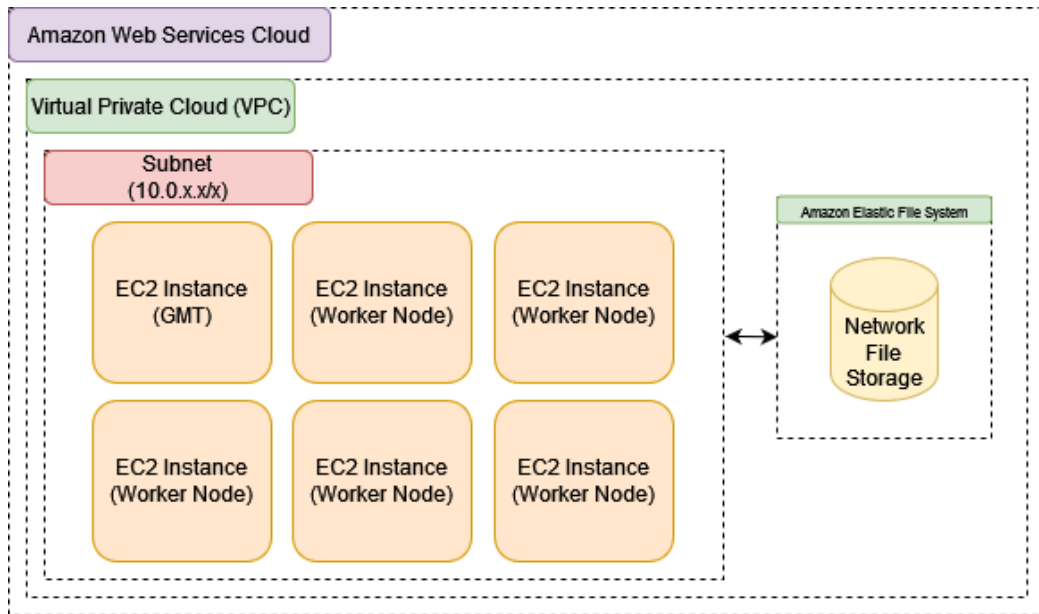 Amazon Web Services Cloud
Virtual Private Cloud (VPC)
Subnet
(10.0.x.x/x)
Amazon Elastic File System
EC2 Instance
(GMT)
EC2 Instance
(Worker Node)
EC2 Instance
(Worker Node)
Network
File
Storage
EC2 Instance
(Worker Node)
EC2 Instance
(Worker Node)
EC2 Instance
(Worker Node)